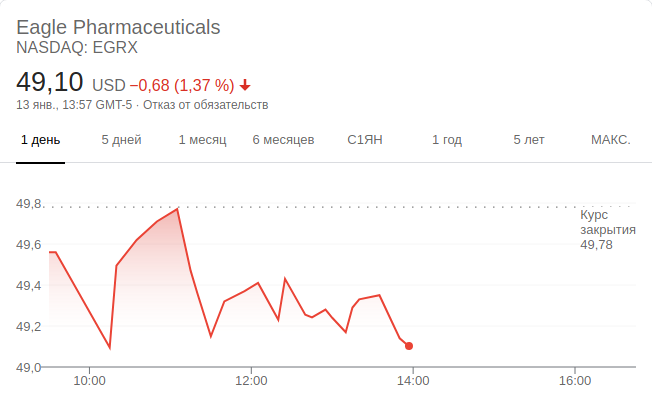 Eagle Pharmaceuticals
NASDAQ: EGRX
49,10 USD −0,68 (1,37 %)
13 янв., 13:57 GMT-5 · Отказ от обязательств
1 день 5 дней 1 месяц 6 месяцев С1ЯН 1 год 5 лет МАКС.
49,8
Курс
закрытия
49,78
49,6
49,4
49,2
49,0
10:00 12:00 14:00 16:00